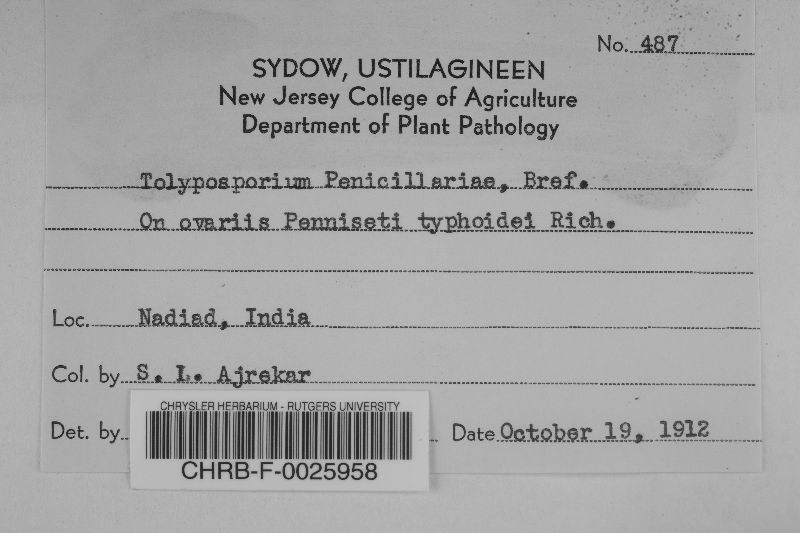 No. 487
SYDOW, USTILAGINEEN
New Jersey College of Agriculture
Department of Plant Pathology
Tolyposporium Penicillariae, Bref.
On ovariis Penniseti typhoidei Rich.
Loc. Nadiad, India
Col. by S. L. Ajrekar
Det. by
Date October 19, 1912
CHRYSLER HERBARIUM - RUTGERS UNIVERSITY
CHRB-F-0025958